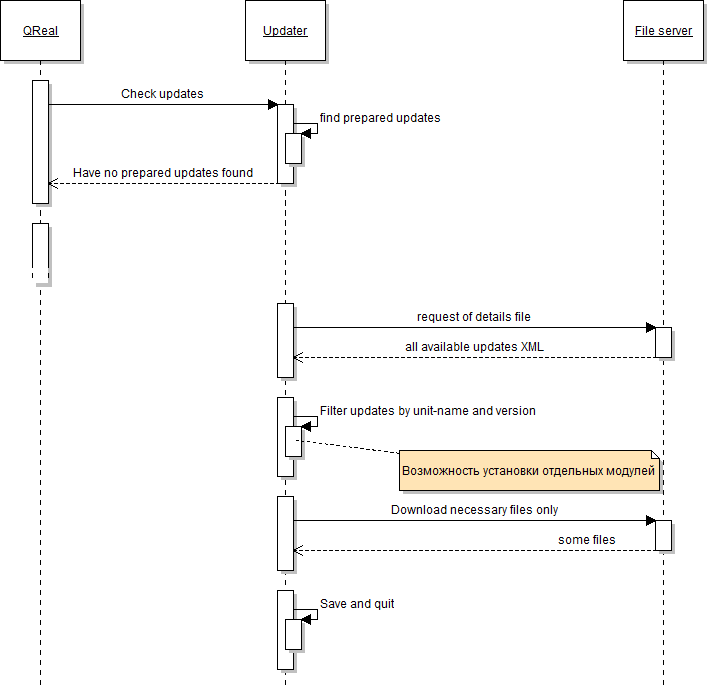 QReal
Updater
File server
Check updates
find prepared updates
Have no prepared updates found
request of details file
all available updates XML
Filter updates by unit-name and version
Возможность установки отдельных модулей
Download necessary files only
some files
Save and quit